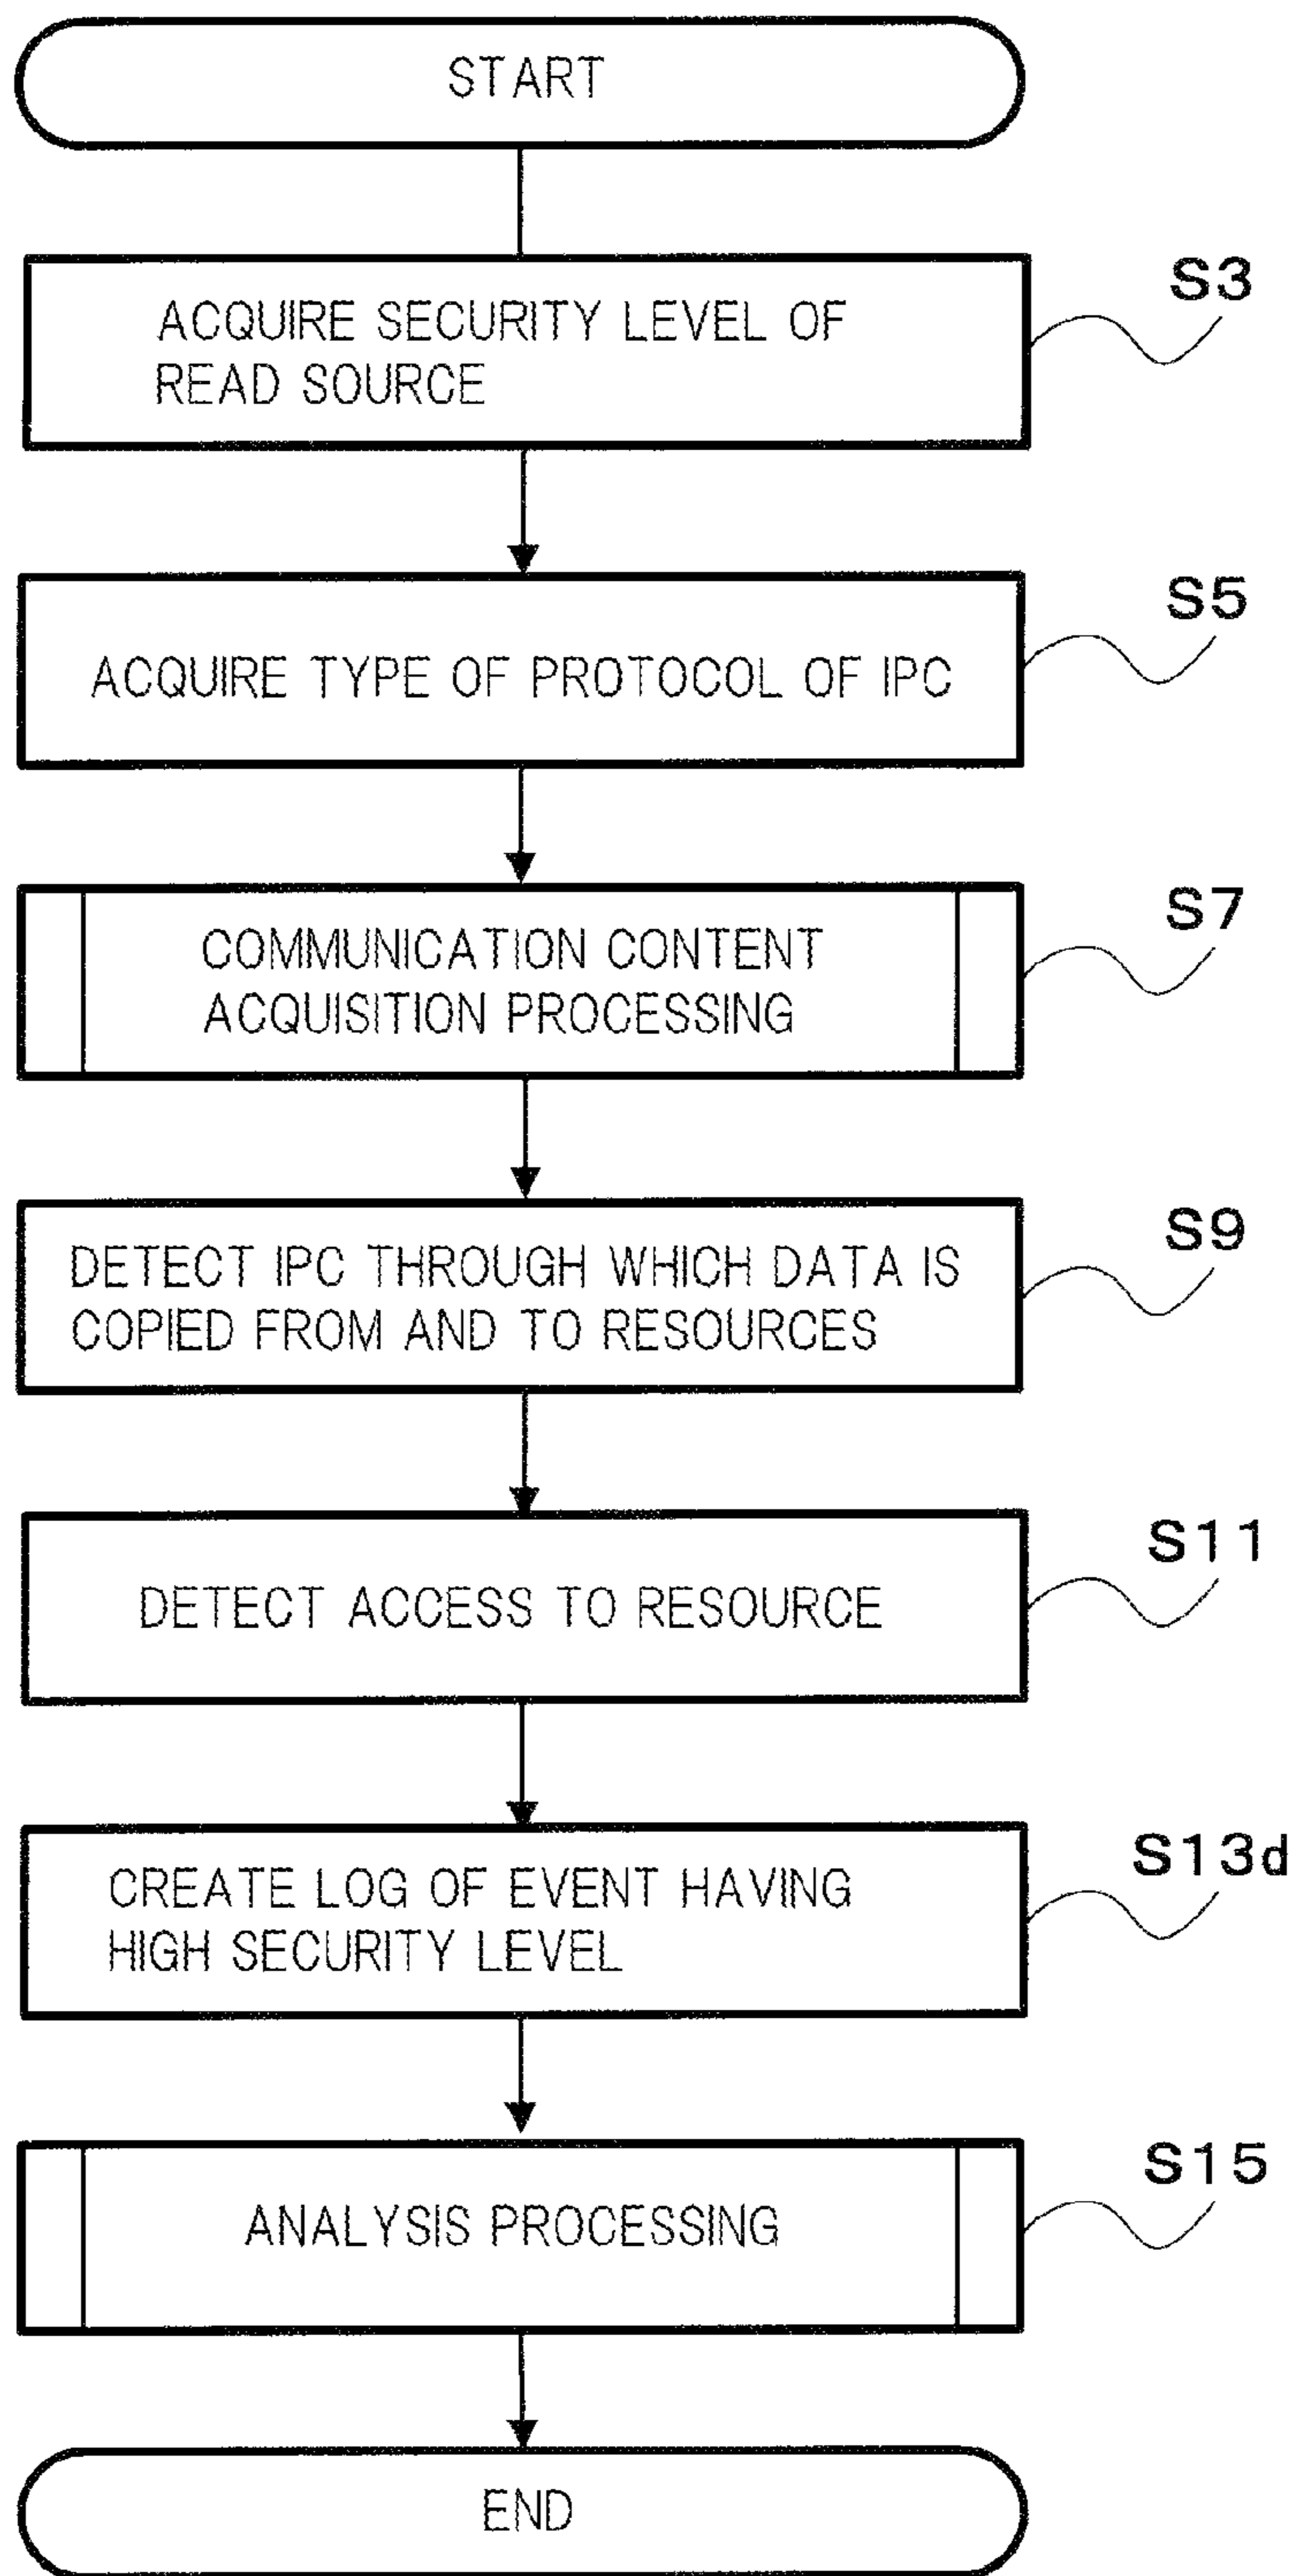 START
S3
ACQUIRE SECURITY LEVEL OF
READ SOURCE
S5
ACQUIRE TYPE OF PROTOCOL OF IPC
S7
COMMUNICATION CONTENT
ACQUISITION PROCESSING
S9
DETECT IPC THROUGH WHICH DATA IS
COPIED FROM AND TO RESOURCES
S11
DETECT ACCESS TO RESOURCE
S13d
CREATE LOG OF EVENT HAVING
HIGH SECURITY LEVEL
S15
ANALYSIS PROCESSING
END